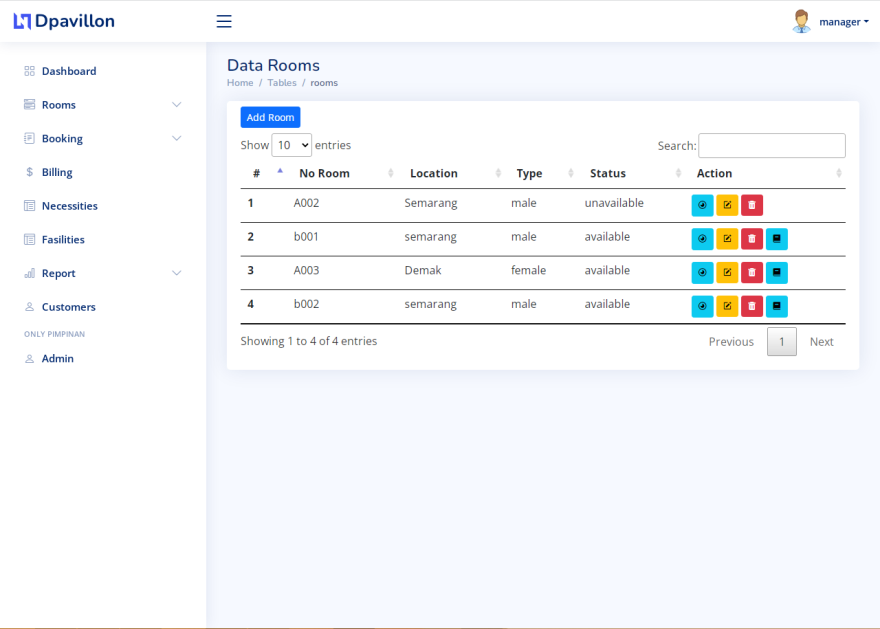 Dpavillon
manager
Dashboard
Rooms
Booking
Billing
Necessities
Fasilities
Report
Customers
ONLY PIMPINAN
Admin
Data Rooms
Home / Tables / rooms
Add Room
Show 10 entries
Search:
# No Room Location Type Status Action
1 A002 Semarang male unavailable
2 b001 semarang male available
3 A003 Demak female available
4 b002 semarang male available
Showing 1 to 4 of 4 entries
Previous 1 Next